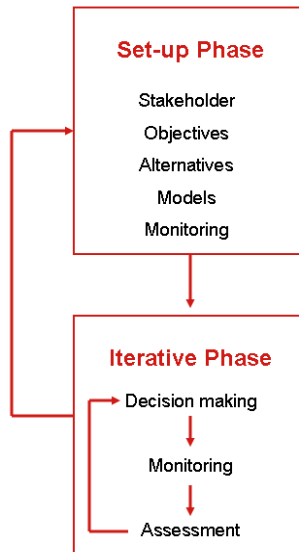 Set-up Phase
Stakeholder
Objectives
Alternatives
Models
Monitoring
Iterative Phase
Decision making
Monitoring
Assessment